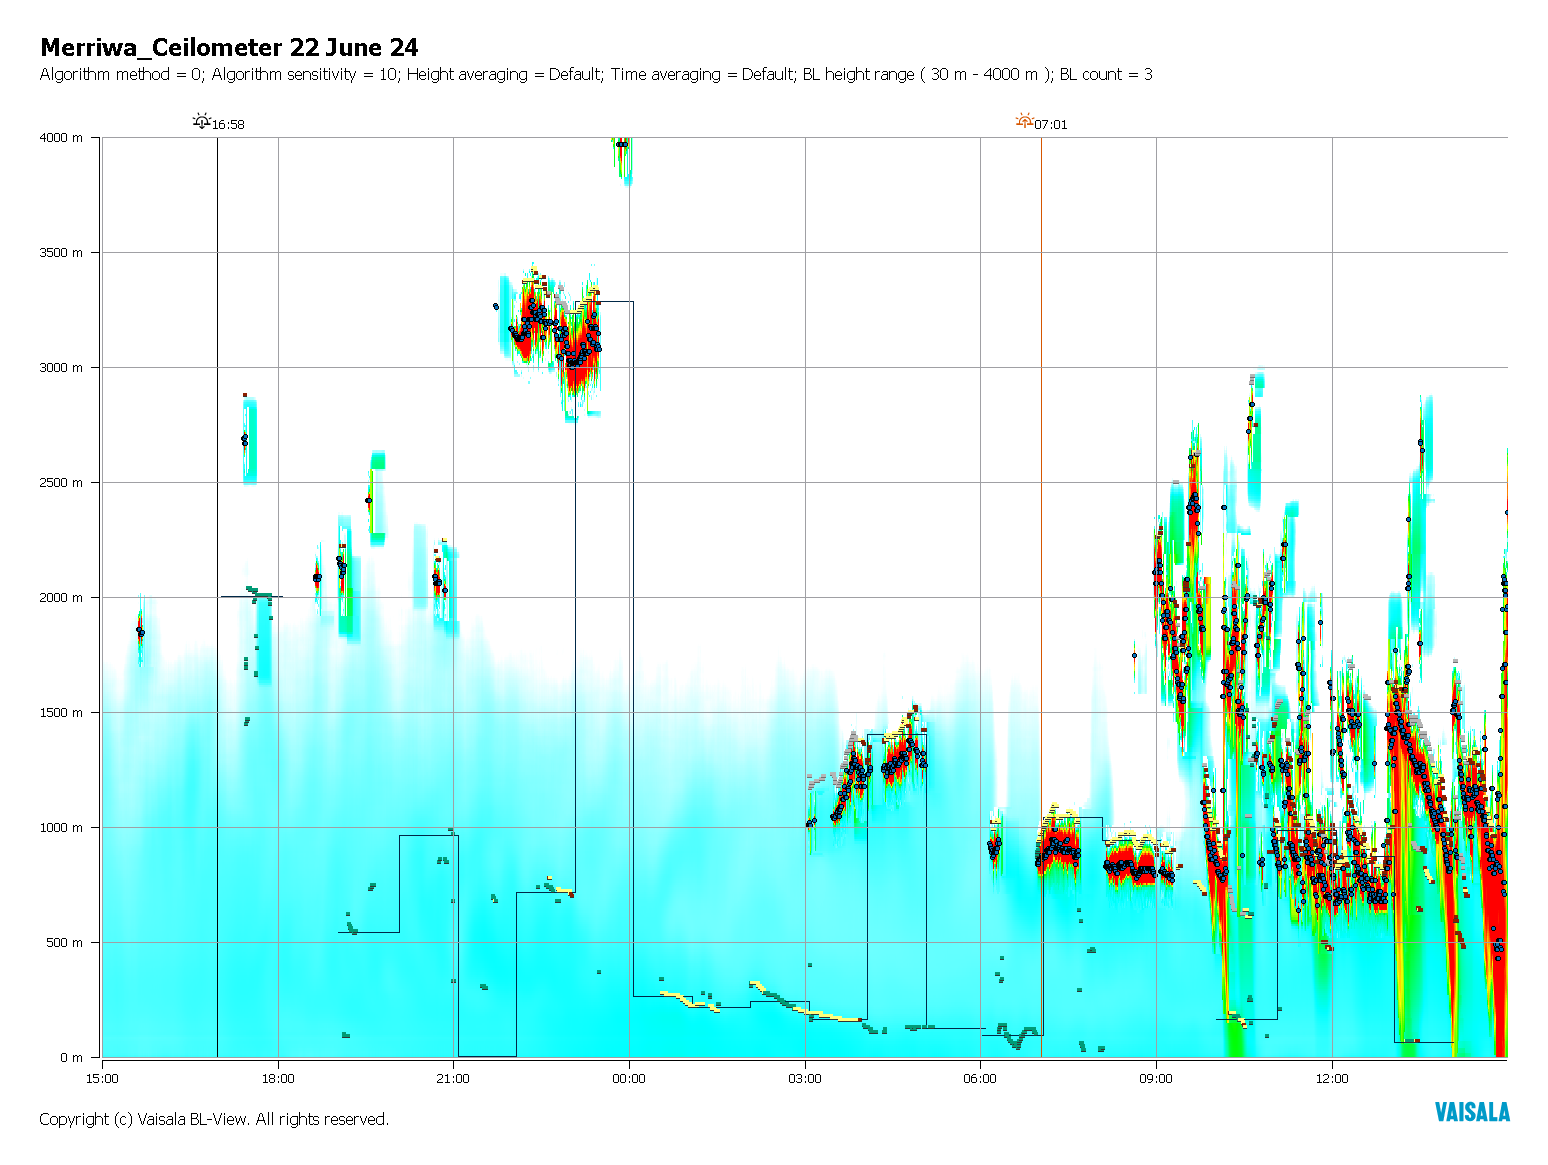 Merriwa_Ceilometer 22 June 24
Algorithm method = 0; Algorithm sensitivity = 10; Height averaging = Default; Time averaging = Default; BL height range ( 30 m - 4000 m ); BL count = 3
16:58
07:01
4000 m
3500 m
3000 m
2500 m
2000 m
1500 m
1000 m
500 m
0 m
15:00 18:00 21:00 00:00 03:00 06:00 09:00 12:00
Copyright (c) Vaisala BL-View. All rights reserved.
VAISALA